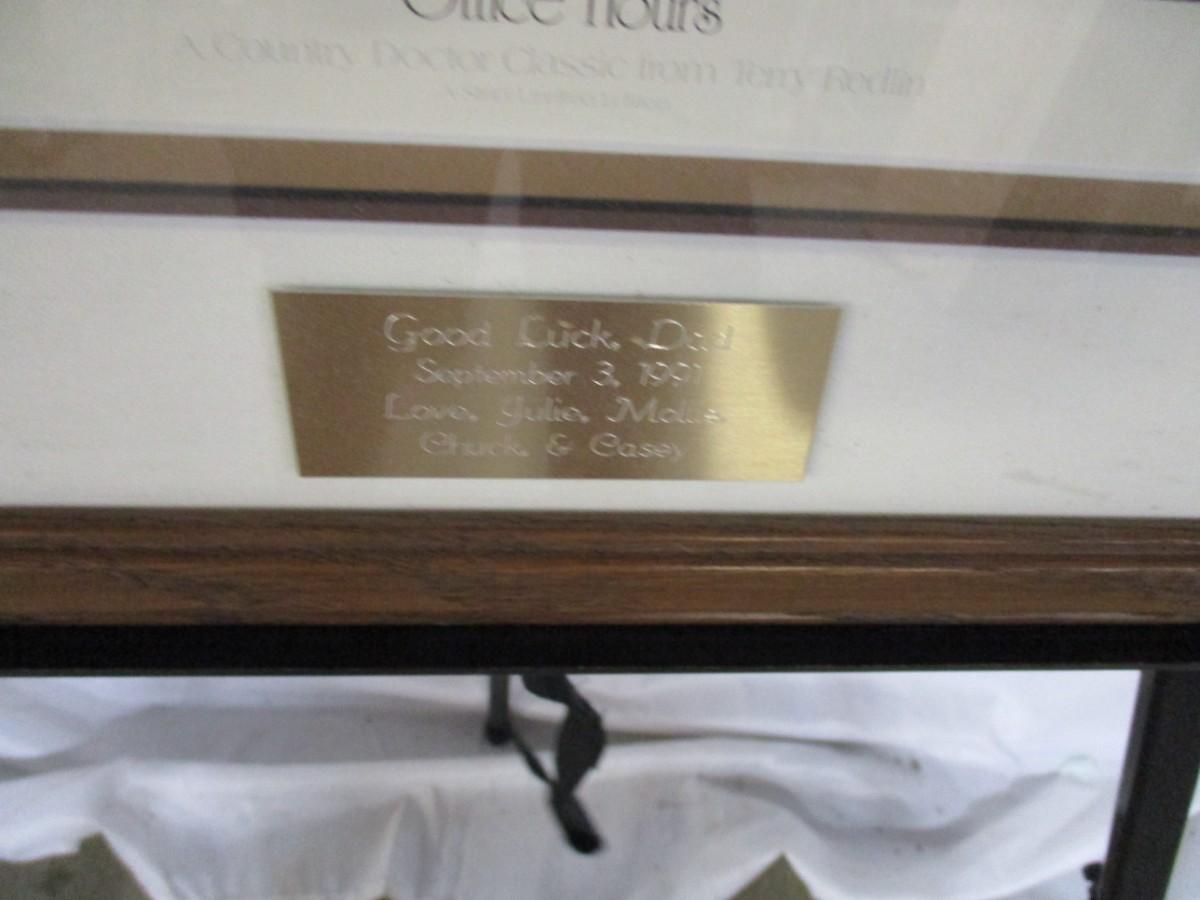 Office Hours
A Country Doctor Classic from Terry Redlin
Good Luck, Dad
September 3, 1991
Love, Julie, Mollie
Chuck, & Casey